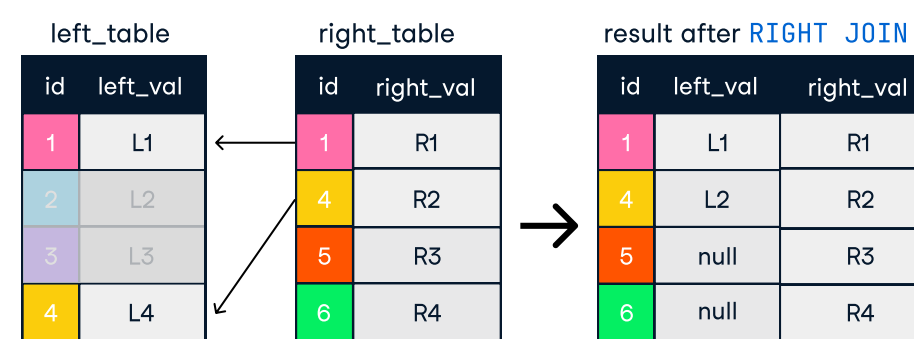 left_table right_table result after RIGHT JOIN
id left_val id right_val id left_val right_val
1 L1 1 R1 1 L1 R1
2 L2 4 R2 4 L2 R2
3 L3 5 R3 5 null R3
4 L4 6 R4 6 null R4